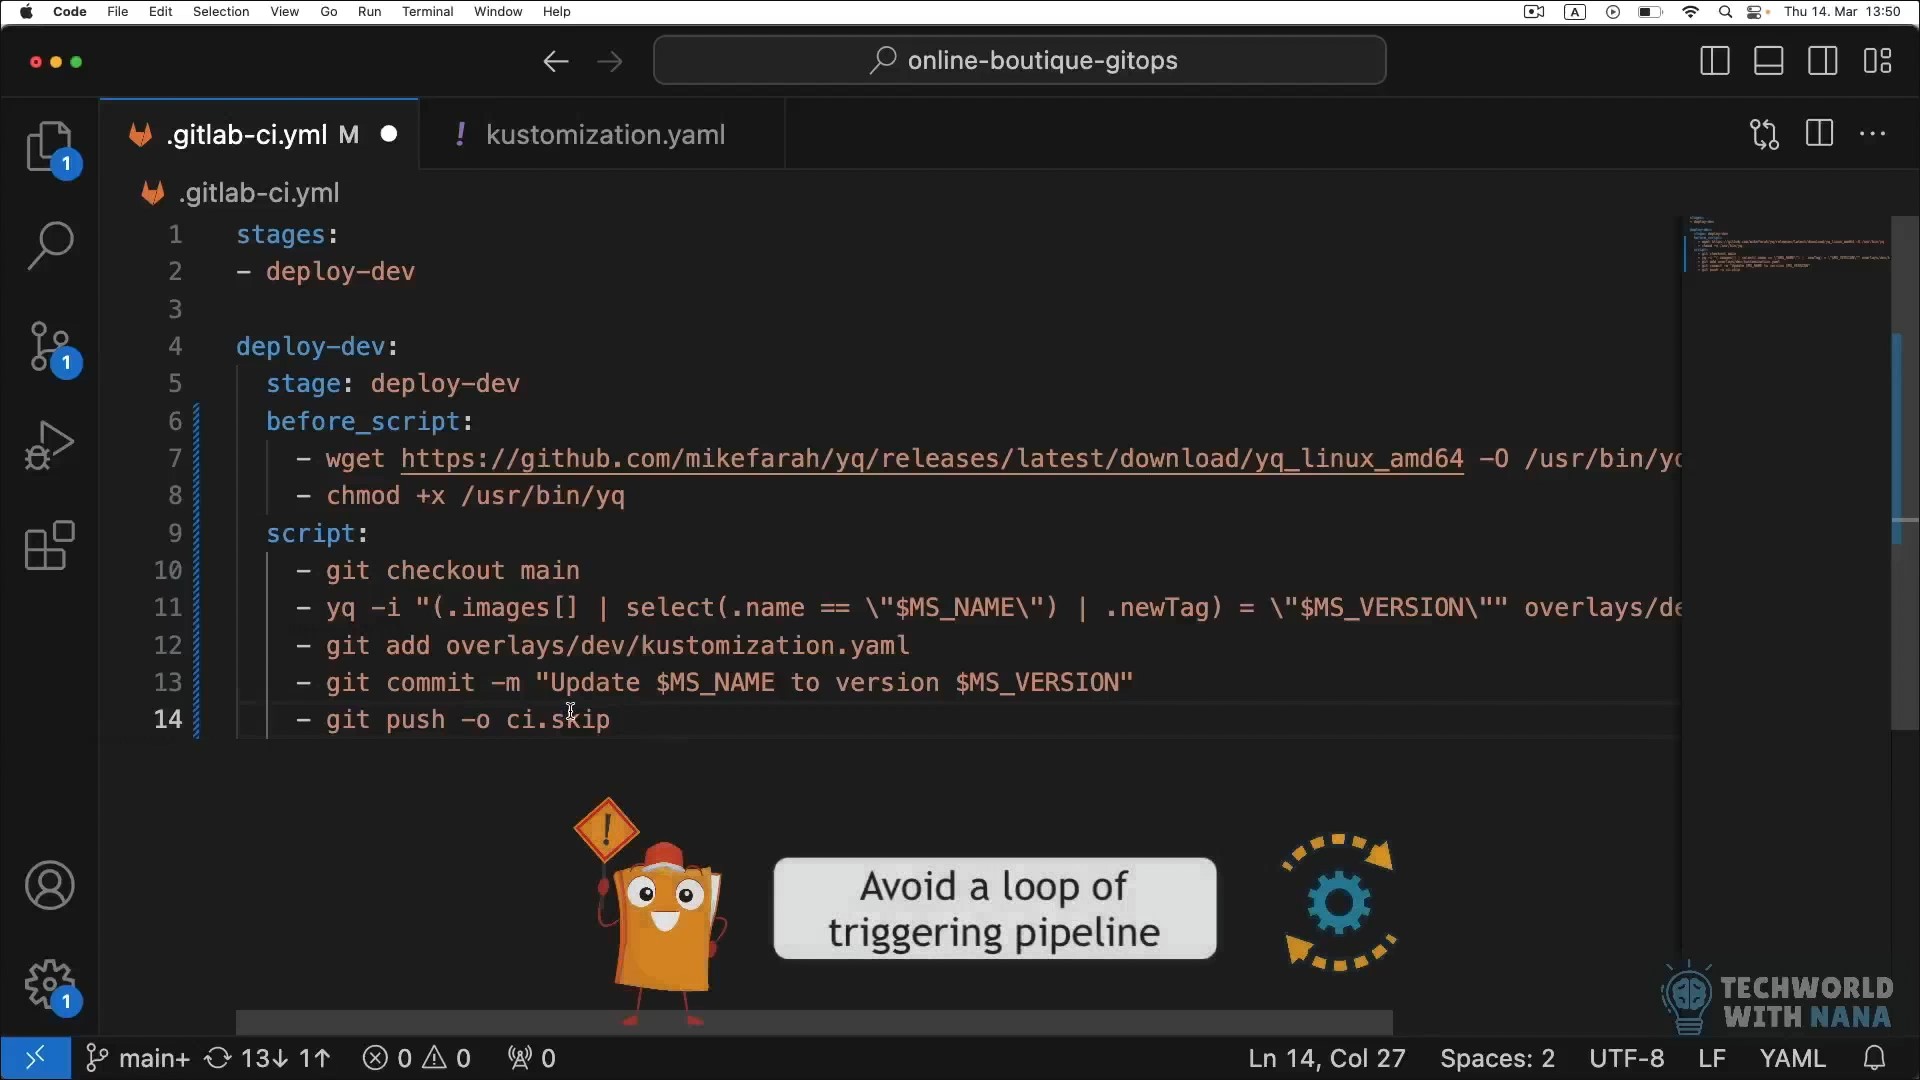 Code File Edit Selection View Go Run Terminal Window Help A Thu 14. Mar 13:50
online-boutique-gitops
.gitlab-ci.yml M ! kustomization.yaml
1
.gitlab-ci.yml
1 stages:
2 - deploy-dev
3
4 deploy-dev:
1
5 stage: deploy-dev
6 before_script:
7 - wget https://github.com/mikefarah/yq/releases/latest/download/yq_linux_amd64 -O /usr/bin/yq
8 - chmod +x /usr/bin/yq
9 script:
10 - git checkout main
11 - yq -i "(.images[] | select(.name == \"$MS_NAME\") | .newTag) = \"$MS_VERSION\"" overlays/de
12 - git add overlays/dev/kustomization.yaml
13 - git commit -m "Update $MS_NAME to version $MS_VERSION"
14 - git push -o ci.skip
!
Avoid a loop of
triggering pipeline
1
TECHWORLD
WITH NANA
main+ 13↓ 1↑ 0 0 0 Ln 14, Col 27 Spaces: 2 UTF-8 LF YAML